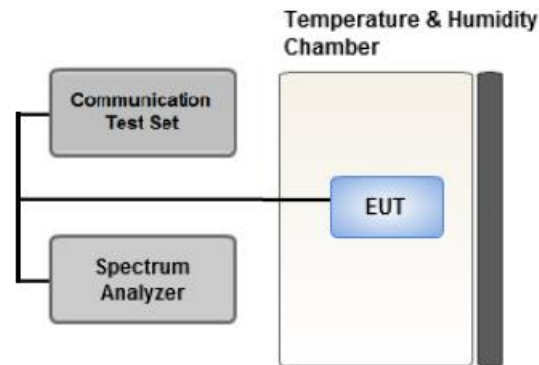 Temperature & Humidity
Chamber
Communication
Test Set
EUT
Spectrum
Analyzer